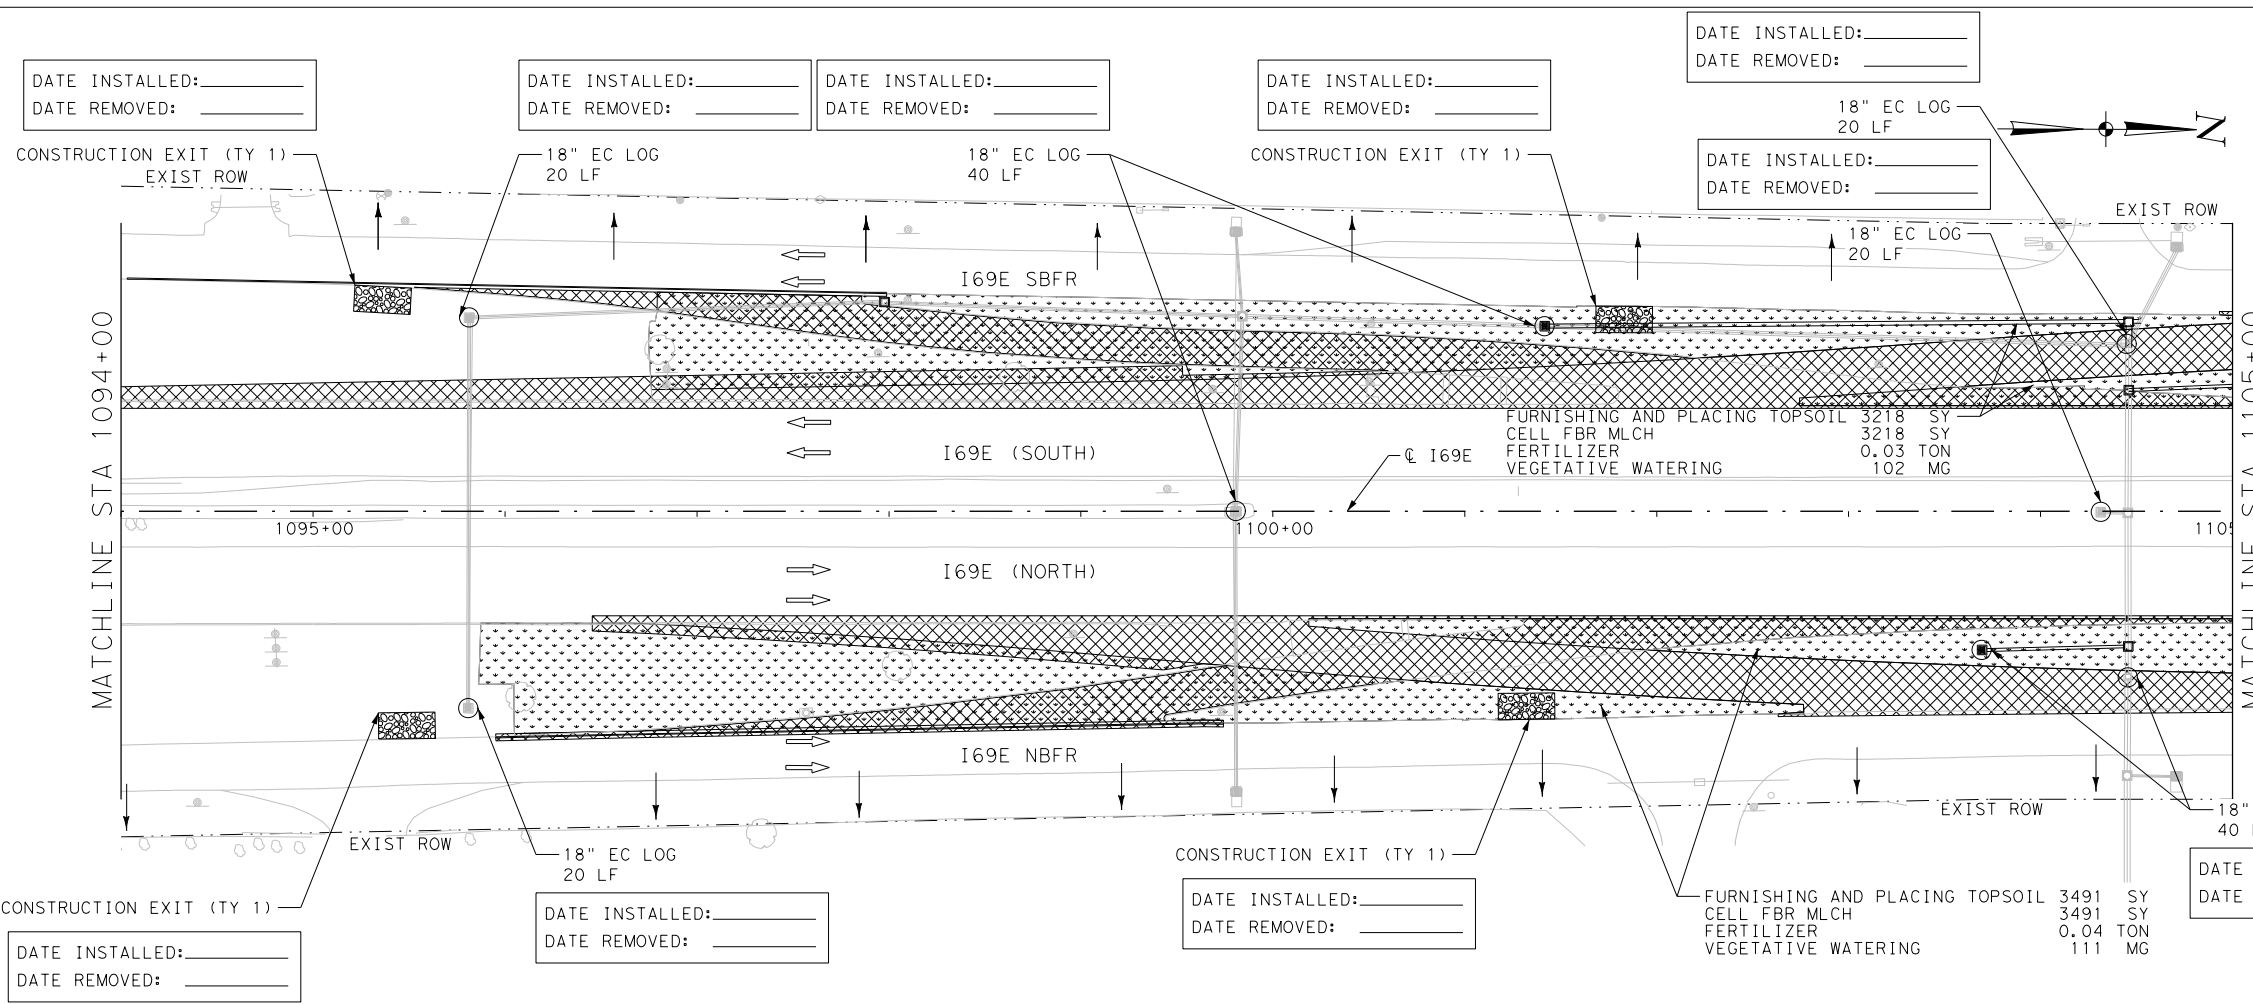 DATE INSTALLED:
DATE REMOVED:
DATE INSTALLED:
DATE REMOVED:
DATE INSTALLED:
DATE REMOVED:
DATE INSTALLED:
DATE REMOVED:
DATE INSTALLED:
DATE REMOVED:
18" EC LOG
20 LF
N
CONSTRUCTION EXIT (TY 1)
EXIST ROW
18" EC LOG
20 LF
18" EC LOG
40 LF
CONSTRUCTION EXIT (TY 1)
DATE INSTALLED:
DATE REMOVED:
EXIST ROW
18" EC LOG
20 LF
I69E SBFR
MATCHLINE STA 1094+00
MATCHLINE STA 1105+00
I69E (SOUTH)
℄ I69E
FURNISHING AND PLACING TOPSOIL 3218 SY
CELL FBR MLCH 3218 SY
FERTILIZER 0.03 TON
VEGETATIVE WATERING 102 MG
1095+00
1100+00
1105
I69E (NORTH)
I69E NBFR
EXIST ROW
EXIST ROW
18"
40
18" EC LOG
20 LF
CONSTRUCTION EXIT (TY 1)
CONSTRUCTION EXIT (TY 1)
DATE INSTALLED:
DATE REMOVED:
DATE INSTALLED:
DATE REMOVED:
DATE INSTALLED:
DATE REMOVED:
FURNISHING AND PLACING TOPSOIL 3491 SY
CELL FBR MLCH 3491 SY
FERTILIZER 0.04 TON
VEGETATIVE WATERING 111 MG
DATE
DATE